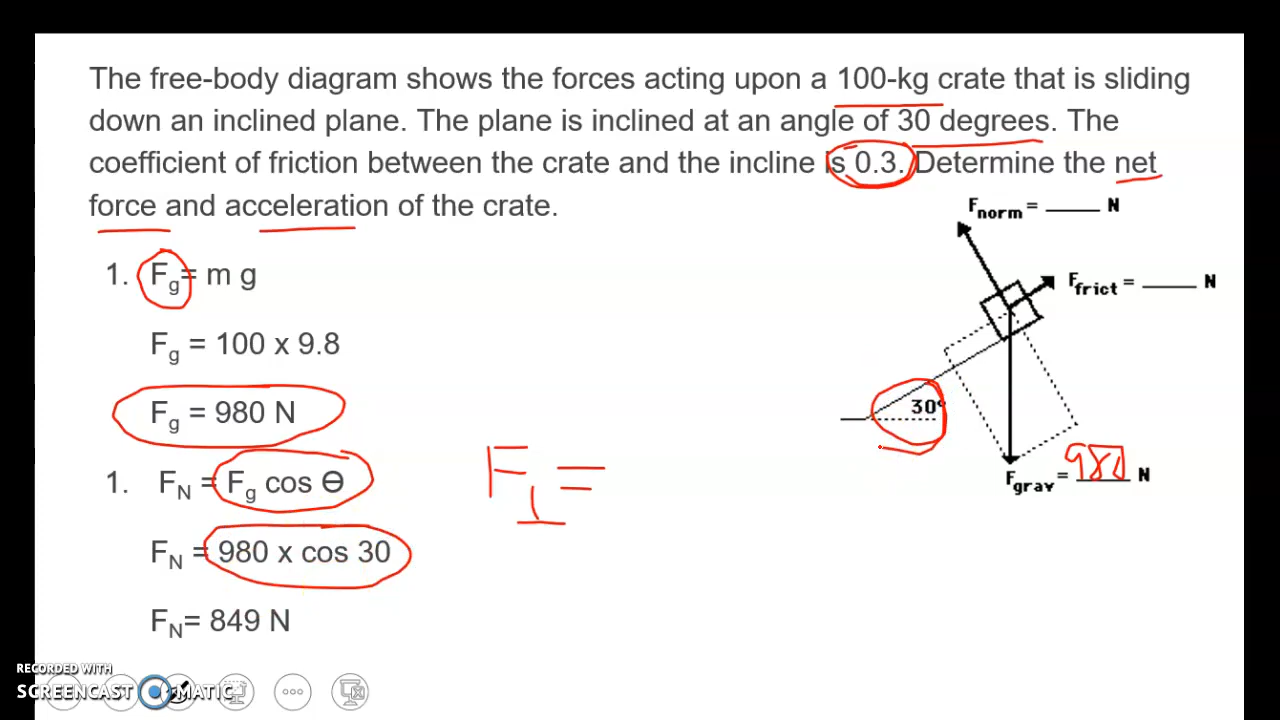 The free-body diagram shows the forces acting upon a 100-kg crate that is sliding
down an inclined plane. The plane is inclined at an angle of 30 degrees. The
coefficient of friction between the crate and the incline is 0.3. Determine the net
force and acceleration of the crate.
Fnorm = _____ N
1. Fg = m g
Ffrict = _____ N
Fg = 100 x 9.8
Fg = 980 N
30°
1. FN = Fg cos Ɵ
F⊥ =
Fgrav = 980 N
FN = 980 x cos 30
FN= 849 N
RECORDED WITH
SCREENCAST MATIC